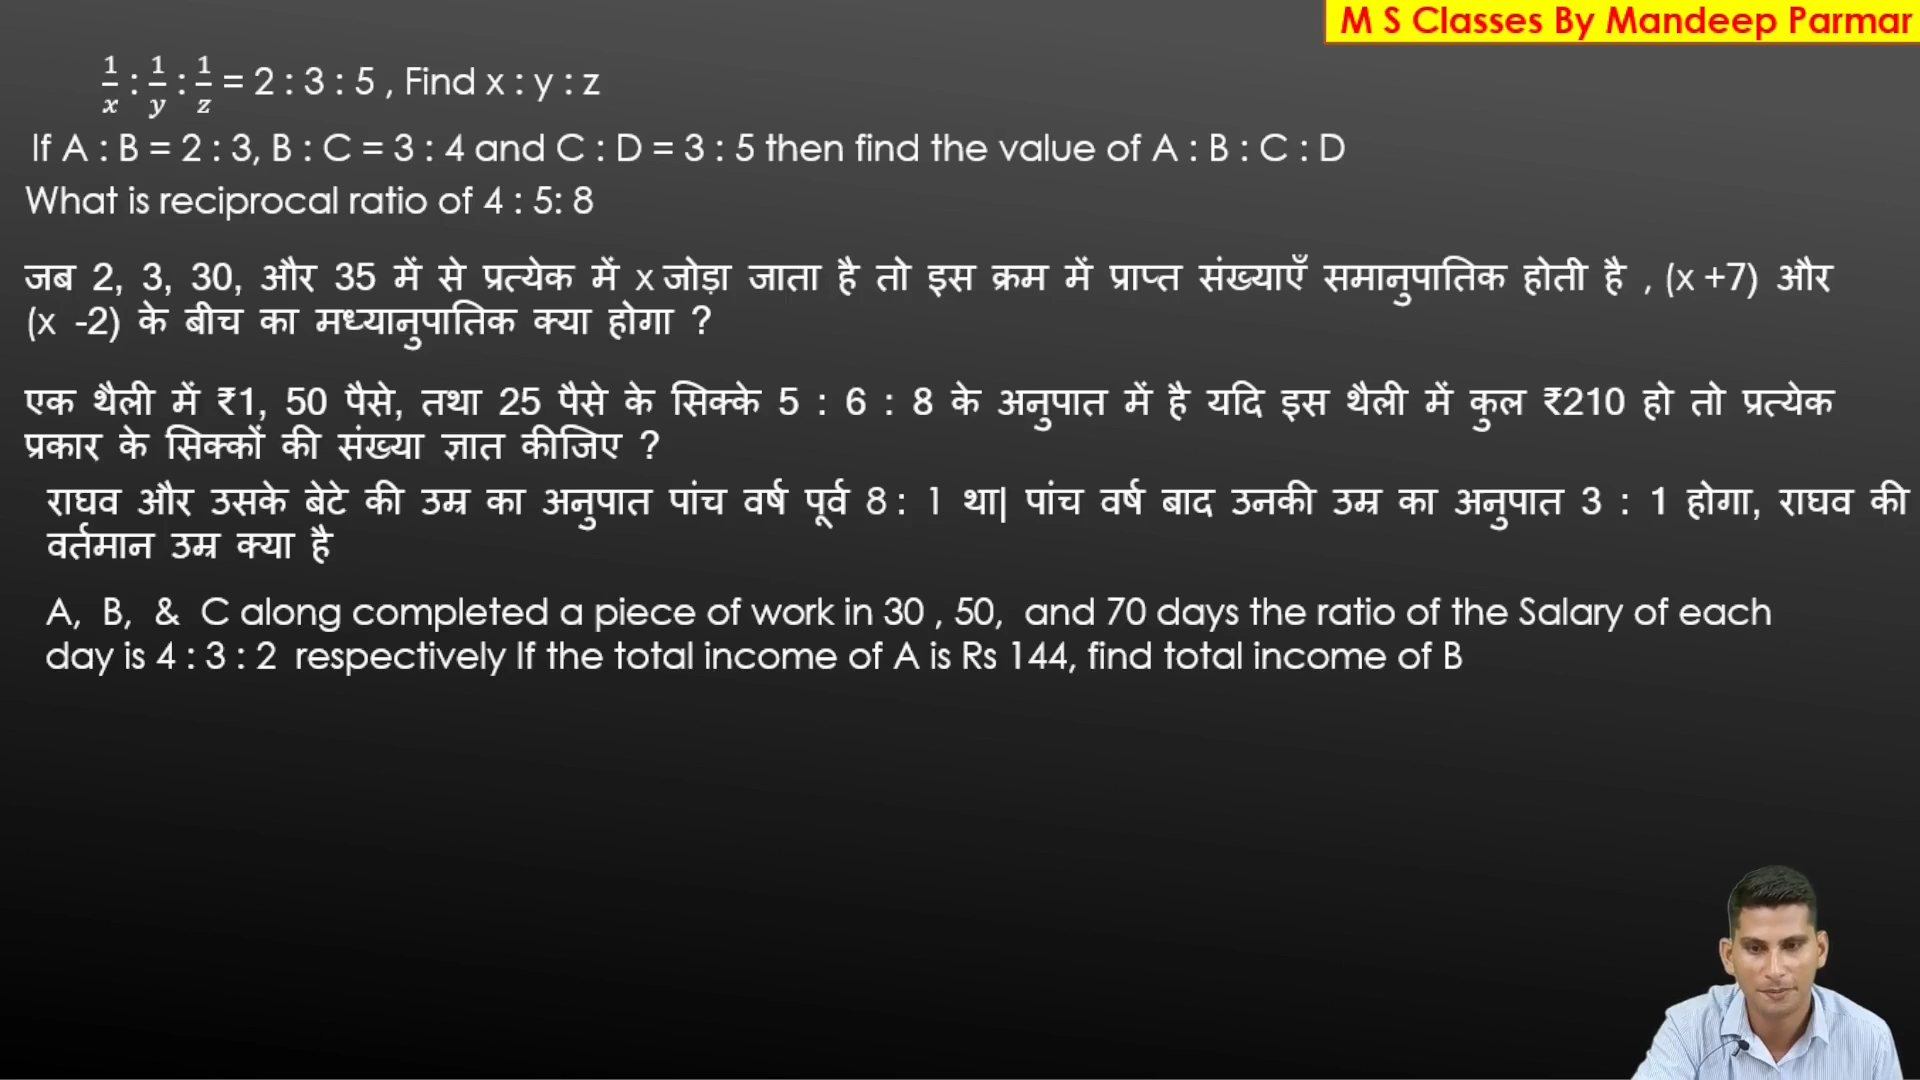 M S Classes By Mandeep Parmar
1/x : 1/y : 1/z = 2 : 3 : 5 , Find x : y : z
If A : B = 2 : 3, B : C = 3 : 4 and C : D = 3 : 5 then find the value of A : B : C : D
What is reciprocal ratio of 4 : 5: 8
जब 2, 3, 30, और 35 में से प्रत्येक में x जोड़ा जाता है तो इस क्रम में प्राप्त संख्याएँ समानुपातिक होती है , (x +7) और
(x -2) के बीच का मध्यानुपातिक क्या होगा ?
एक थैली में ₹1, 50 पैसे, तथा 25 पैसे के सिक्के 5 : 6 : 8 के अनुपात में है यदि इस थैली में कुल ₹210 हो तो प्रत्येक
प्रकार के सिक्कों की संख्या ज्ञात कीजिए ?
राघव और उसके बेटे की उम्र का अनुपात पांच वर्ष पूर्व 8 : 1 था| पांच वर्ष बाद उनकी उम्र का अनुपात 3 : 1 होगा, राघव की
वर्तमान उम्र क्या है
A, B, & C along completed a piece of work in 30 , 50, and 70 days the ratio of the Salary of each
day is 4 : 3 : 2 respectively If the total income of A is Rs 144, find total income of B